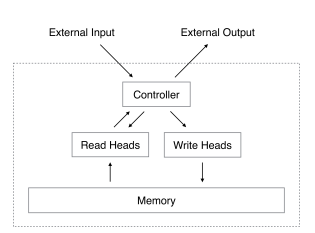 External Input External Output
Controller
Read Heads Write Heads
Memory